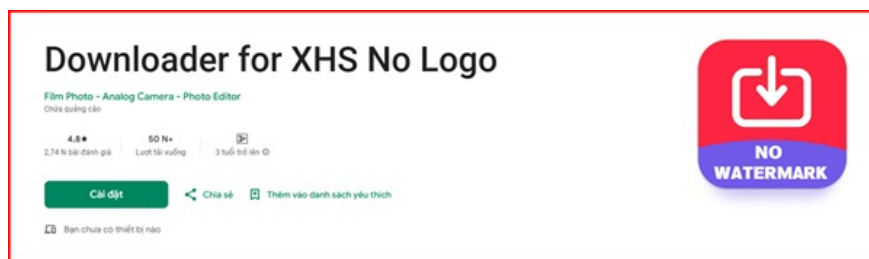 Downloader for XHS No Logo
Film Photo - Analog Camera - Photo Editor
Chứa quảng cáo
4,8★ 50 N+ 3+
2,74 N bài đánh giá Lượt tải xuống 3 tuổi trở lên
Cài đặt Chia sẻ Thêm vào danh sách yêu thích
Bạn chưa có thiết bị nào
NO
WATERMARK